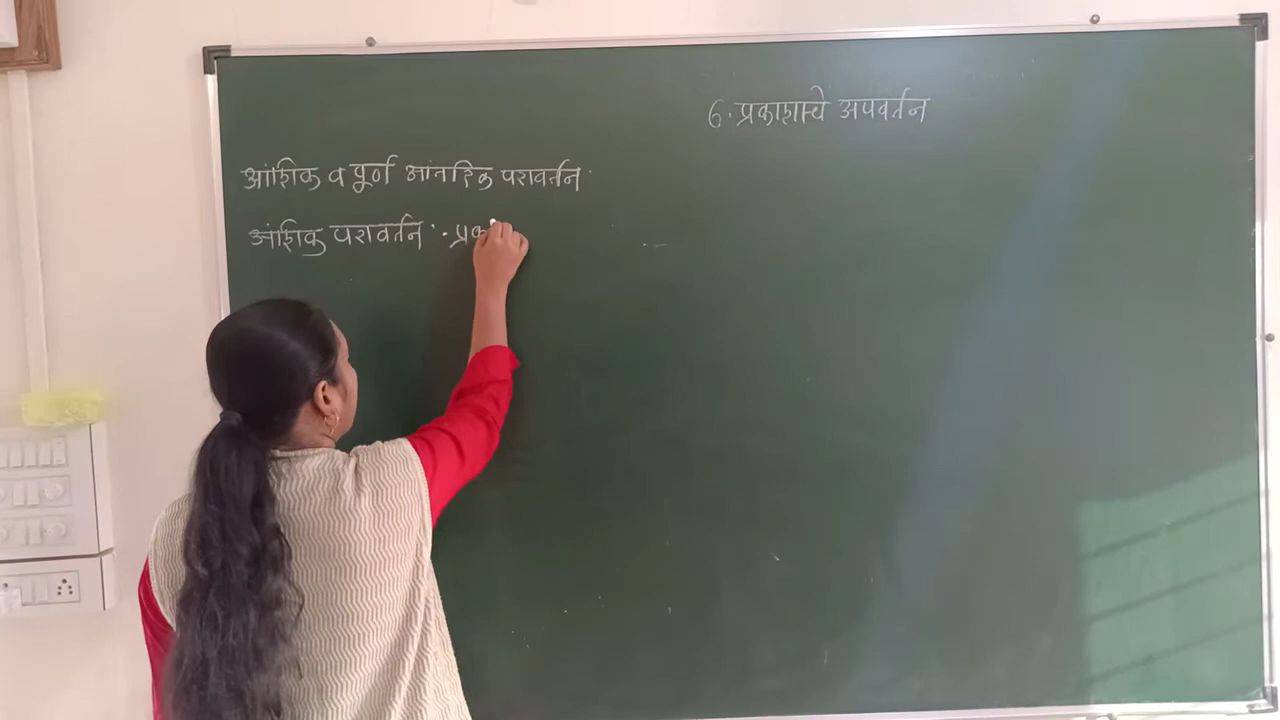 6. प्रकाशाचे अपवर्तन
आंशिक व पूर्ण आंतरिक परावर्तन
आंशिक परावर्तन :- प्रका